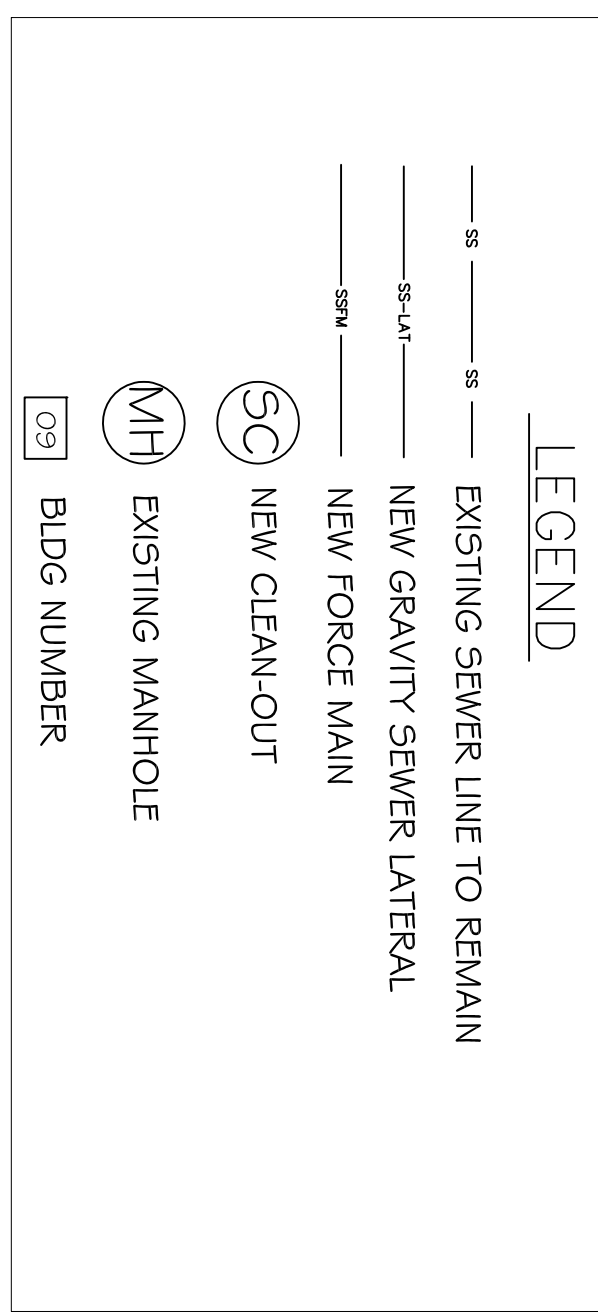 LEGEND
SS SS EXISTING SEWER LINE TO REMAIN
SS-LAT NEW GRAVITY SEWER LATERAL
SSFM NEW FORCE MAIN
SC NEW CLEAN-OUT
MH EXISTING MANHOLE
09 BLDG NUMBER